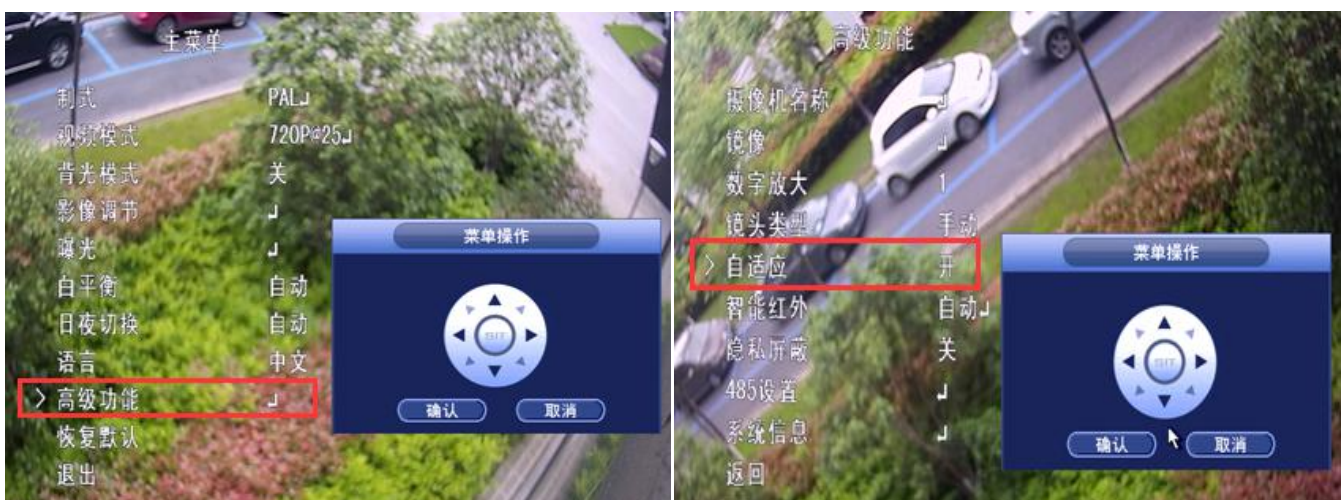 主菜单
制式 PAL↵
视频模式 720P@25↵
背光模式 关
影像调节 ↵
曝光 ↵
白平衡 自动
日夜切换 自动
语言 中文
> 高级功能 ↵
恢复默认
退出
菜单操作
SIT
确认 取消
高级功能
摄像机名称 ↵
镜像 ↵
数字放大 1
镜头类型 手动
> 自适应 开
智能红外 自动↵
隐私屏蔽 关
485设置 ↵
系统信息 ↵
返回
菜单操作
SIT
确认 取消